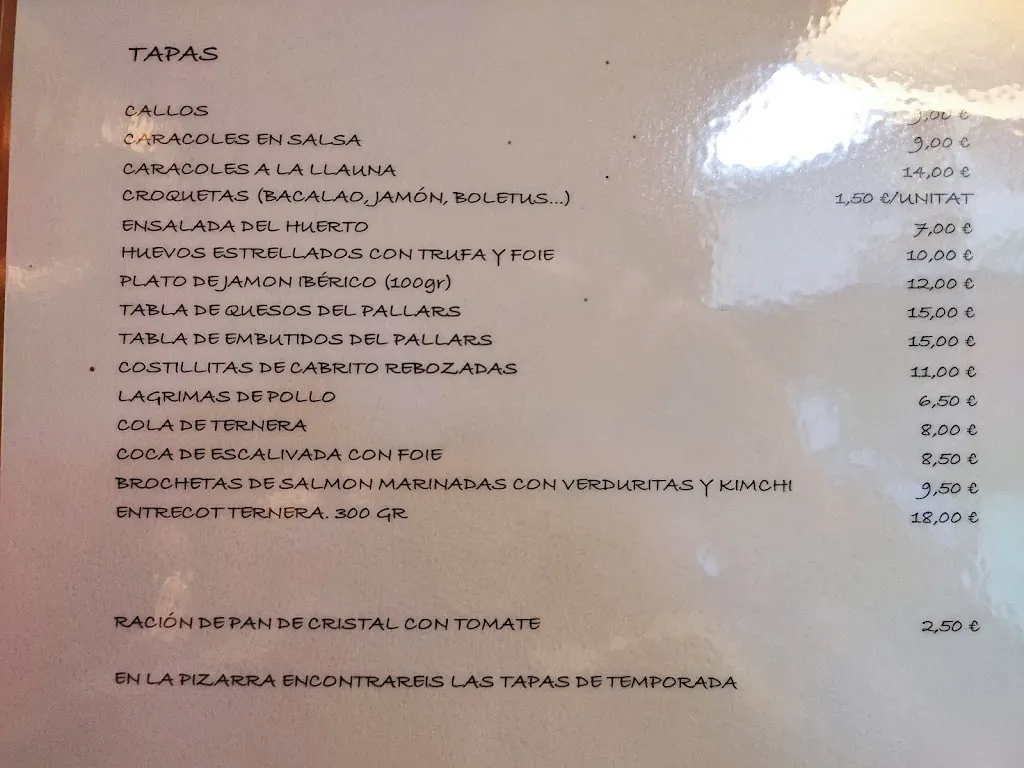 TAPAS
CALLOS 9,00 €
CARACOLES EN SALSA 9,00 €
CARACOLES A LA LLAUNA 14,00 €
CROQUETAS (BACALAO, JAMÓN, BOLETUS...) 1,50 €/UNITAT
ENSALADA DEL HUERTO 7,00 €
HUEVOS ESTRELLADOS CON TRUFA Y FOIE 10,00 €
PLATO DE JAMON IBÉRICO (100gr) 12,00 €
TABLA DE QUESOS DEL PALLARS 15,00 €
TABLA DE EMBUTIDOS DEL PALLARS 15,00 €
COSTILLITAS DE CABRITO REBOZADAS 11,00 €
LAGRIMAS DE POLLO 6,50 €
COLA DE TERNERA 8,00 €
COCA DE ESCALIVADA CON FOIE 8,50 €
BROCHETAS DE SALMON MARINADAS CON VERDURITAS Y KIMCHI 9,50 €
ENTRECOT TERNERA. 300 GR 18,00 €
RACIÓN DE PAN DE CRISTAL CON TOMATE 2,50 €
EN LA PIZARRA ENCONTRAREIS LAS TAPAS DE TEMPORADA